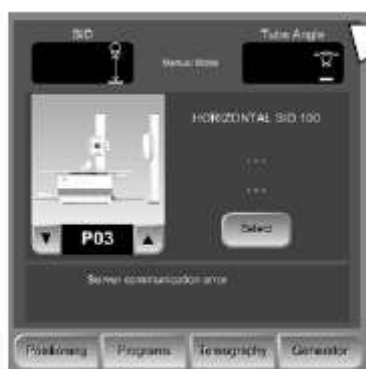 SID
Tube Angle
Manual Mode
HORIZONTAL SID 100
...
...
P03
Select
Server communication error
Positioning
Programs
Tomography
Generator